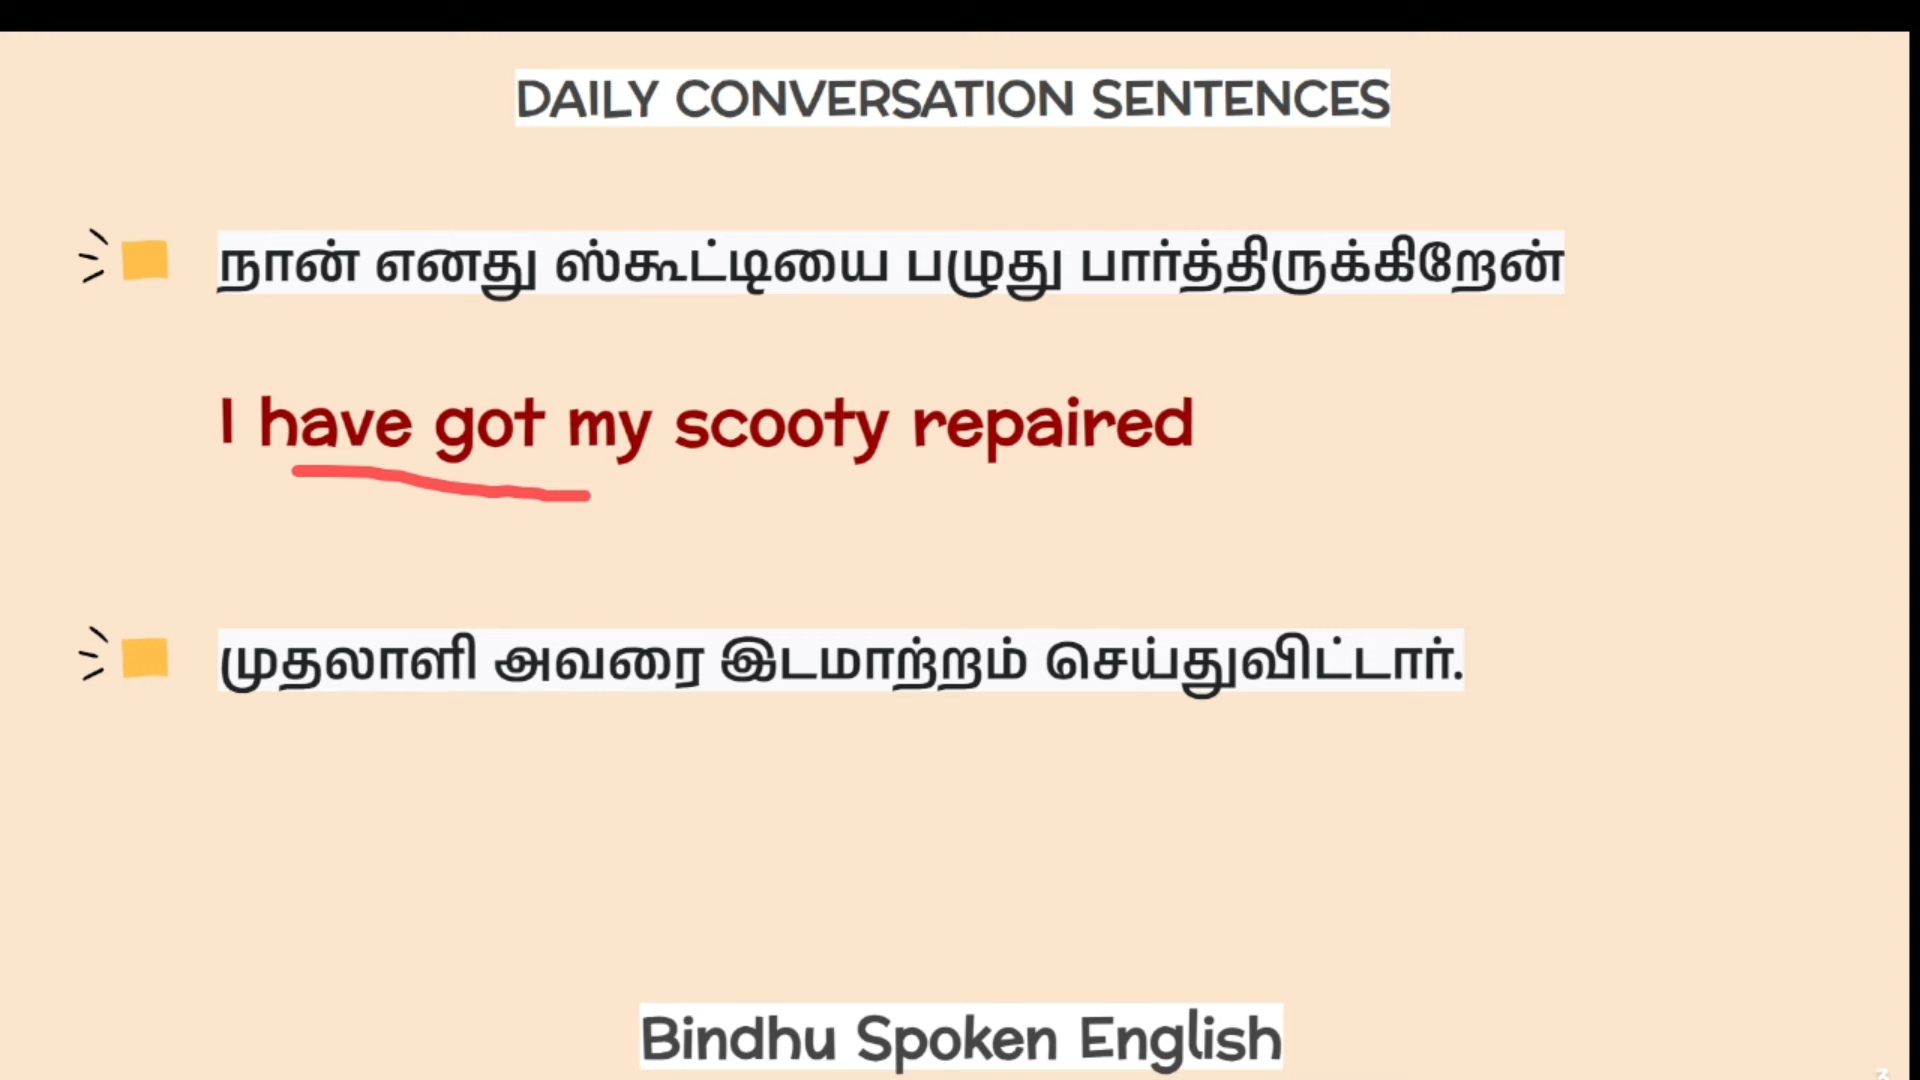 DAILY CONVERSATION SENTENCES
நான் எனது ஸ்கூட்டியை பழுது பார்த்திருக்கிறேன்
I have got my scooty repaired
முதலாளி அவரை இடமாற்றம் செய்துவிட்டார்.
Bindhu Spoken English